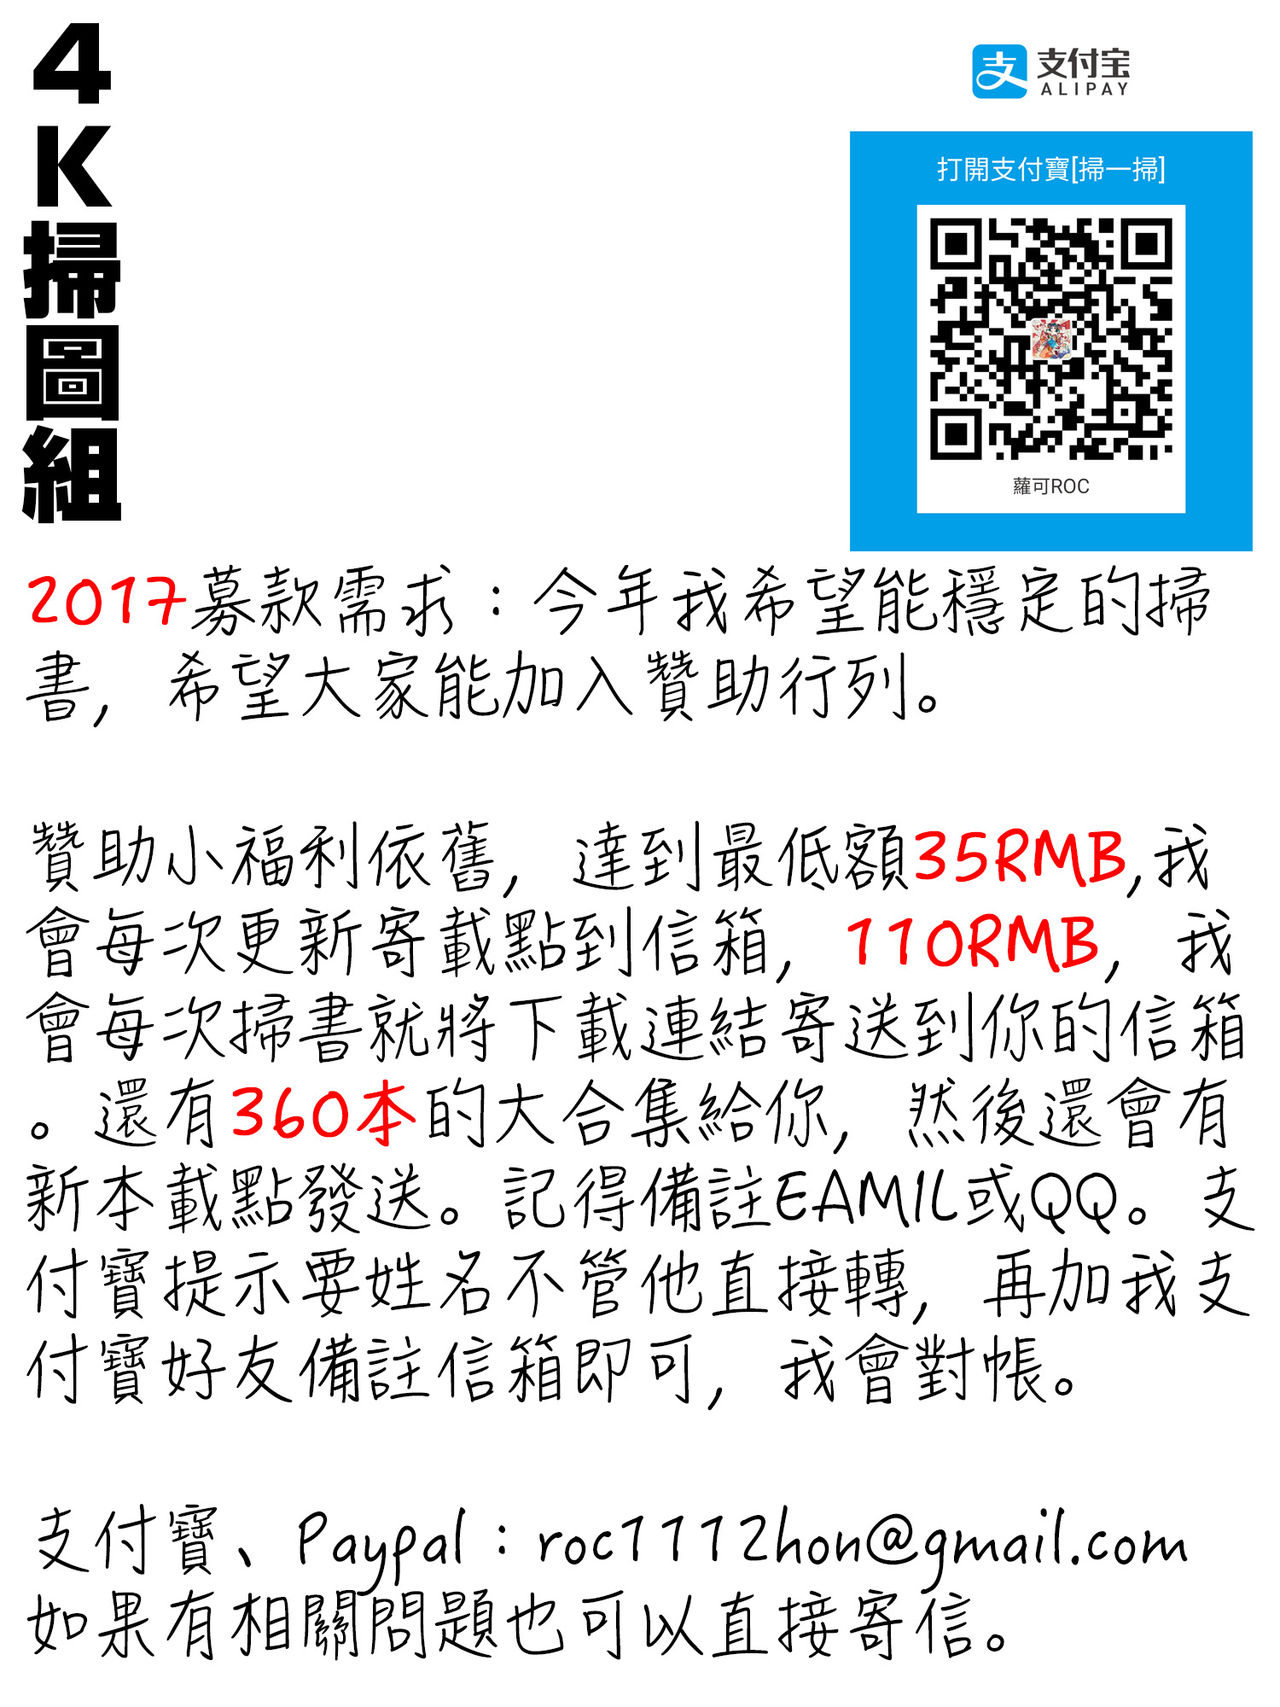 4K掃圖組
支付宝
ALIPAY
打開支付寶[掃一掃]
蘿可ROC
2017募款需求：今年我希望能穩定的掃
書，希望大家能加入贊助行列。
贊助小福利依舊，達到最低額35RMB,我
會每次更新寄載點到信箱，110RMB，我
會每次掃書就將下載連結寄送到你的信箱
。還有360本的大合集給你，然後還會有
新本載點發送。記得備註EAMIL或QQ。支
付寶提示要姓名不管他直接轉，再加我支
付寶好友備註信箱即可，我會對帳。
支付寶、Paypal：roc1112hon@gmail.com
如果有相關問題也可以直接寄信。